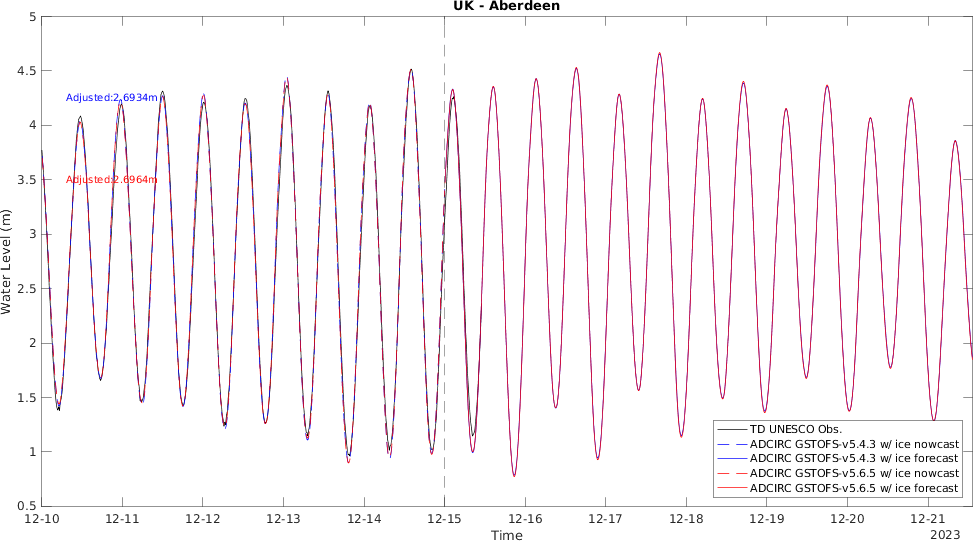 UK - Aberdeen
5
4.5
4
3.5
3
2.5
2
1.5
1
0.5
Water Level (m)
Adjusted:2.6934m
Adjusted:2.6964m
TD UNESCO Obs.
ADCIRC GSTOFS-v5.4.3 w/ ice nowcast
ADCIRC GSTOFS-v5.4.3 w/ ice forecast
ADCIRC GSTOFS-v5.6.5 w/ ice nowcast
ADCIRC GSTOFS-v5.6.5 w/ ice forecast
12-10 12-11 12-12 12-13 12-14 12-15 12-16 12-17 12-18 12-19 12-20 12-21
Time
2023